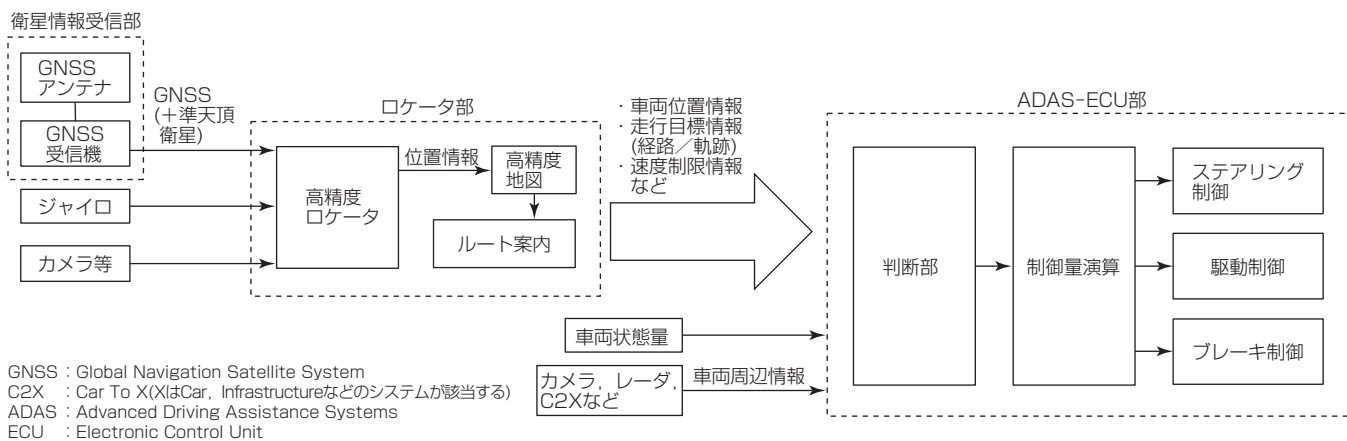 衛星情報受信部
GNSS
アンテナ
GNSS
受信機
GNSS
(＋準天頂
衛星)
ジャイロ
カメラ等
ロケータ部
高精度
ロケータ
位置情報
高精度
地図
ルート案内
・車両位置情報
・走行目標情報
(経路／軌跡)
・速度制限情報
など
ADAS-ECU部
判断部
制御量演算
ステアリング
制御
駆動制御
ブレーキ制御
車両状態量
カメラ，レーダ，
C2Xなど
車両周辺情報
GNSS：Global Navigation Satellite System
C2X ：Car To X(XはCar，Infrastructureなどのシステムが該当する)
ADAS：Advanced Driving Assistance Systems
ECU ：Electronic Control Unit